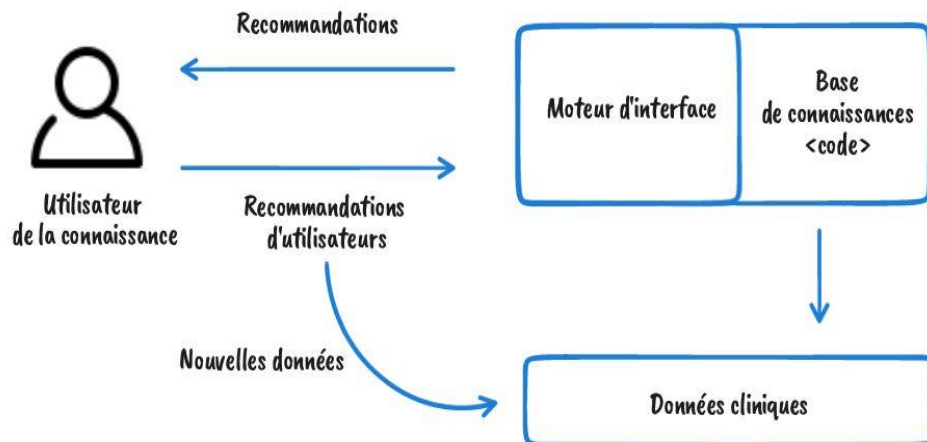 Recommandations
Moteur d'interface
Base
de connaissances
<code>
Utilisateur
de la connaissance
Recommandations
d'utilisateurs
Nouvelles données
Données cliniques